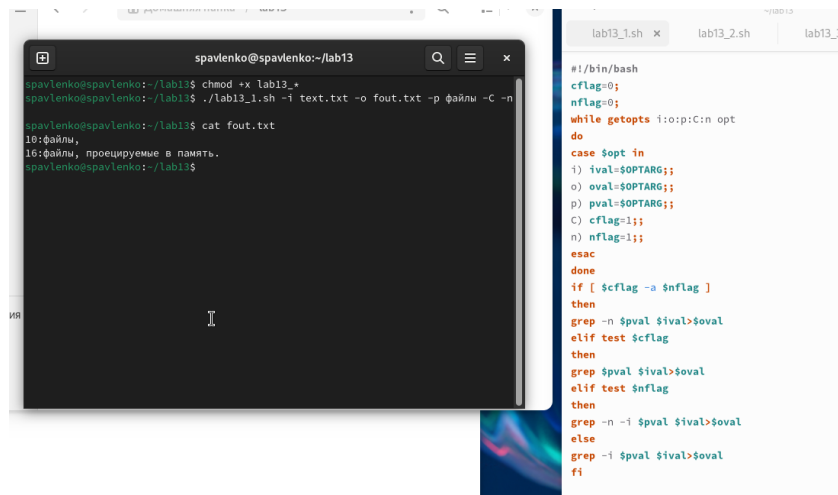 spavlenko@spavlenko:~/lab13
spavlenko@spavlenko:~/lab13$ chmod +x lab13_*
spavlenko@spavlenko:~/lab13$ ./lab13_1.sh -i text.txt -o fout.txt -p файлы -C -n
spavlenko@spavlenko:~/lab13$ cat fout.txt
10:файлы,
16:файлы, проецируемые в память.
spavlenko@spavlenko:~/lab13$
ия
~/lab13
lab13_1.sh × lab13_2.sh lab13_
#!/bin/bash
cflag=0;
nflag=0;
while getopts i:o:p:C:n opt
do
case $opt in
i) ival=$OPTARG;;
o) oval=$OPTARG;;
p) pval=$OPTARG;;
C) cflag=1;;
n) nflag=1;;
esac
done
if [ $cflag -a $nflag ]
then
grep -n $pval $ival>$oval
elif test $cflag
then
grep $pval $ival>$oval
elif test $nflag
then
grep -n -i $pval $ival>$oval
else
grep -i $pval $ival>$oval
fi